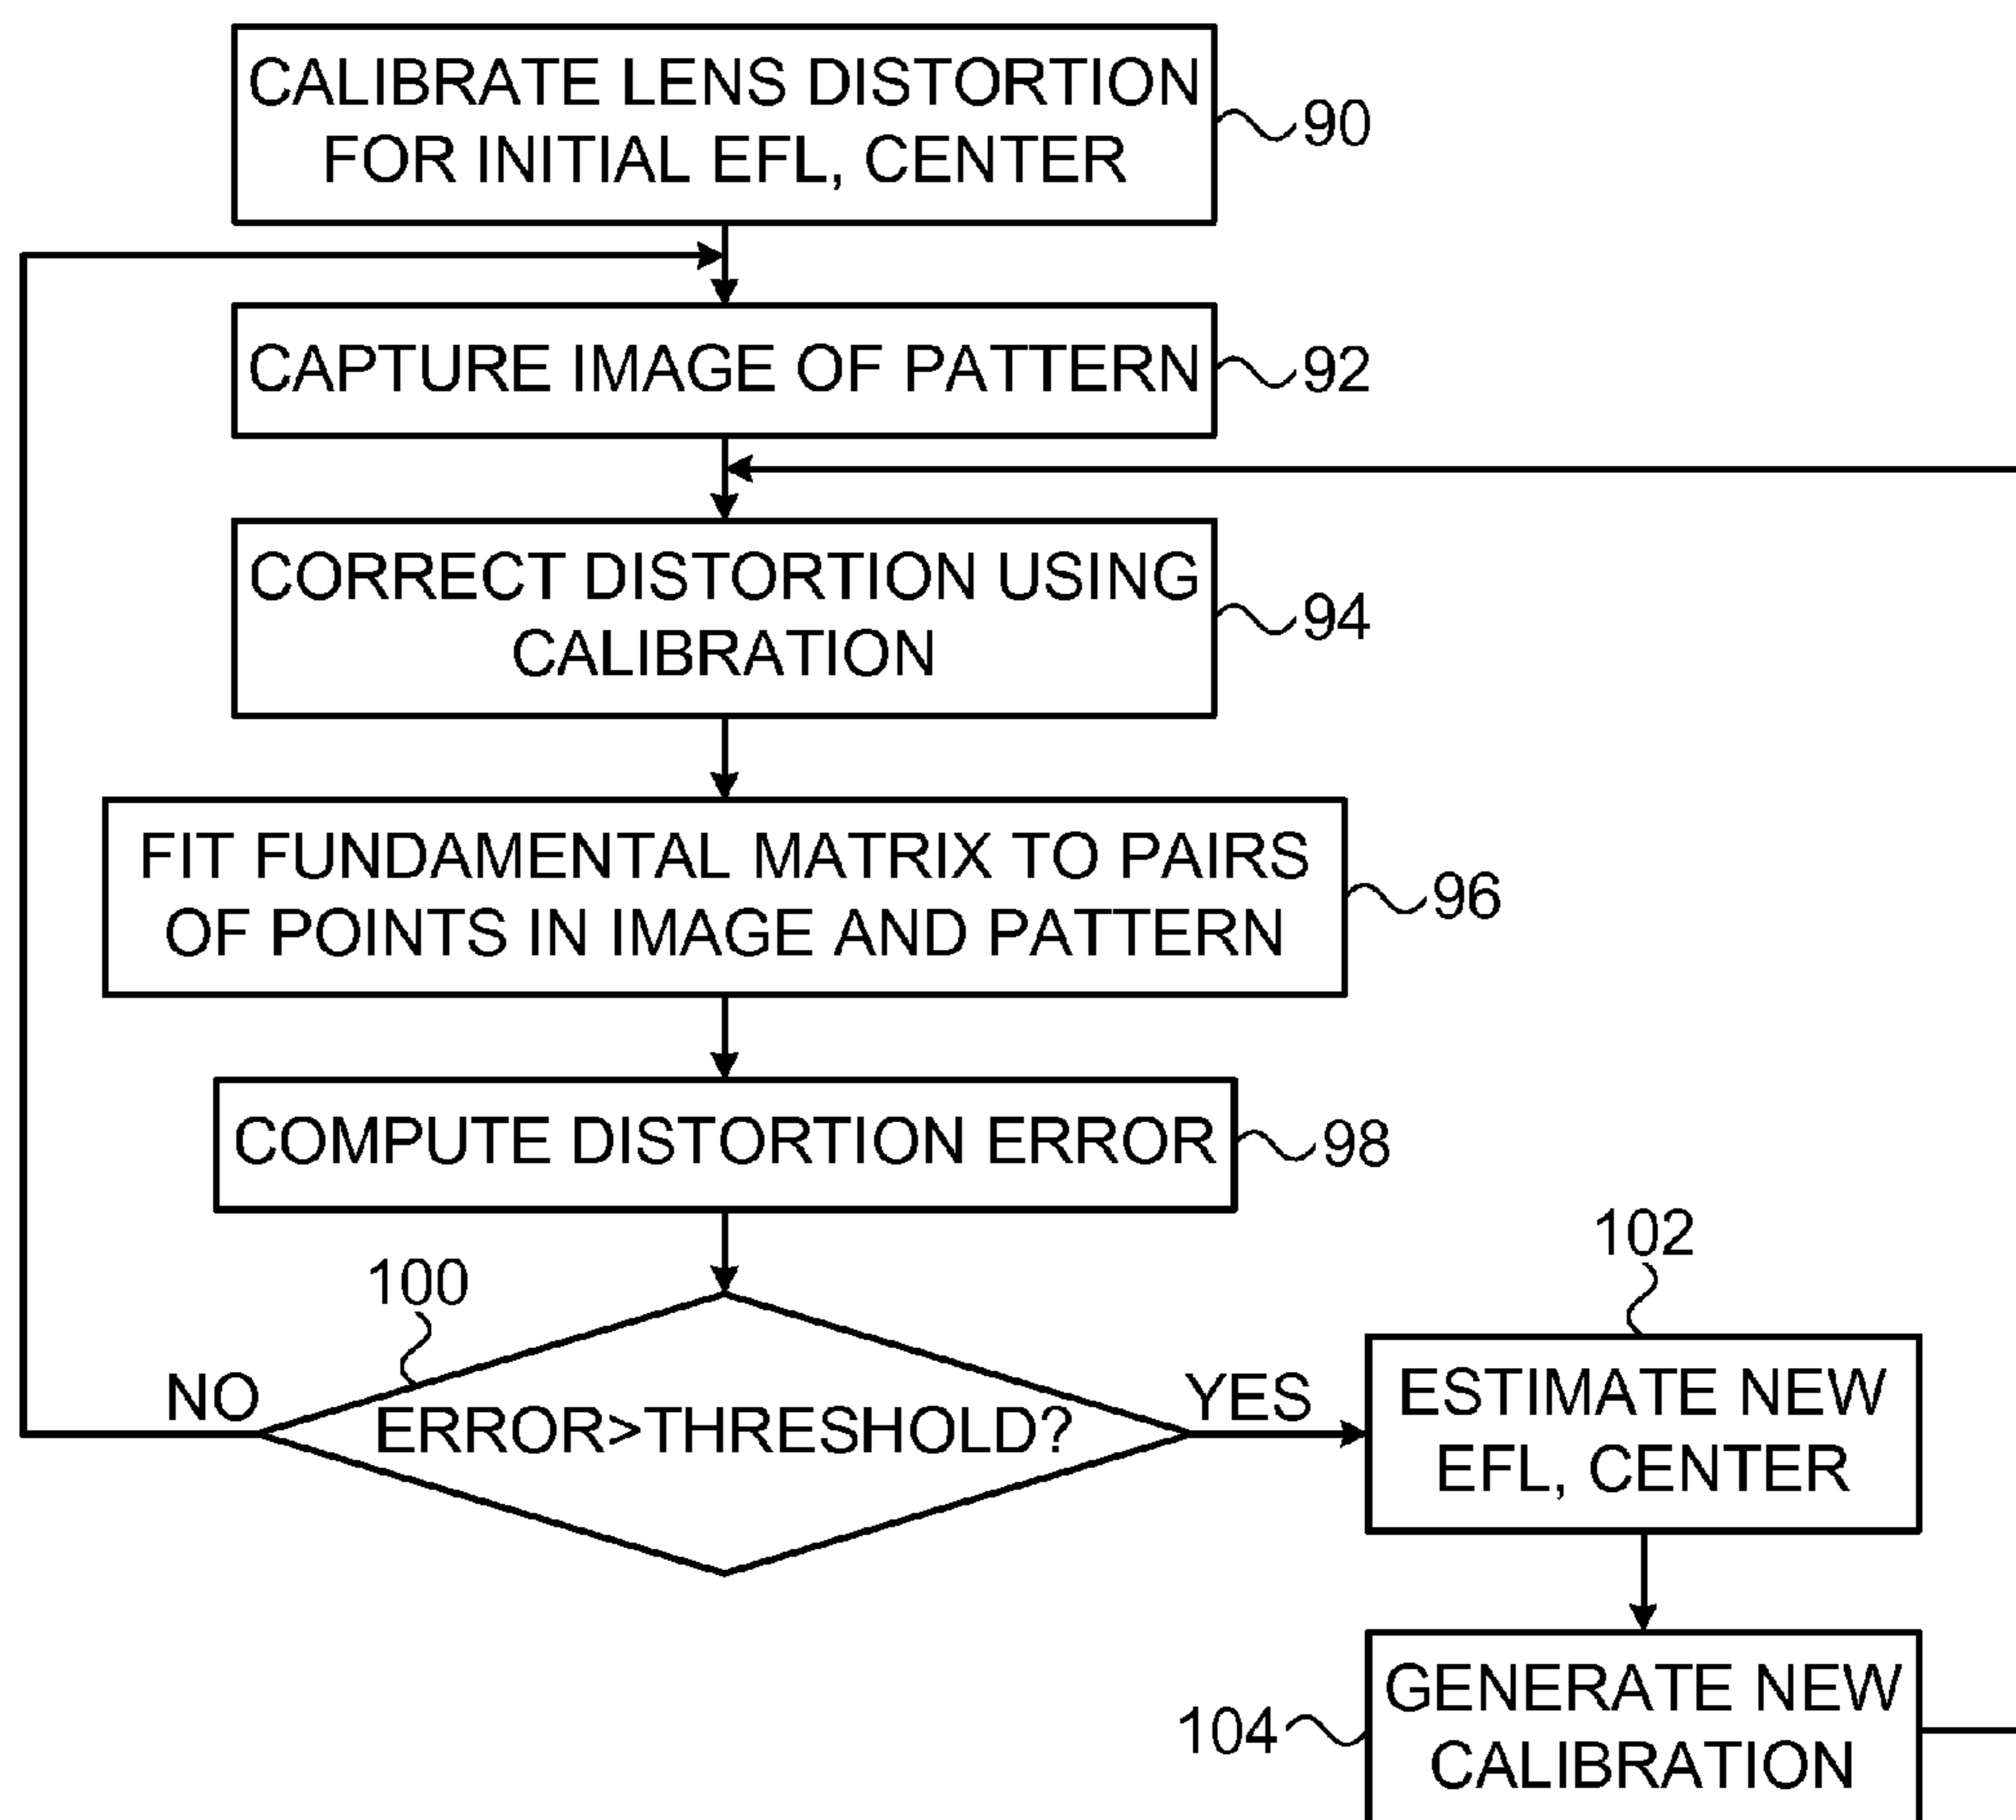 CALIBRATE LENS DISTORTION
FOR INITIAL EFL, CENTER
90
CAPTURE IMAGE OF PATTERN
92
CORRECT DISTORTION USING
CALIBRATION
94
FIT FUNDAMENTAL MATRIX TO PAIRS
OF POINTS IN IMAGE AND PATTERN
96
COMPUTE DISTORTION ERROR
98
100
ERROR>THRESHOLD?
NO
YES
102
ESTIMATE NEW
EFL, CENTER
104
GENERATE NEW
CALIBRATION